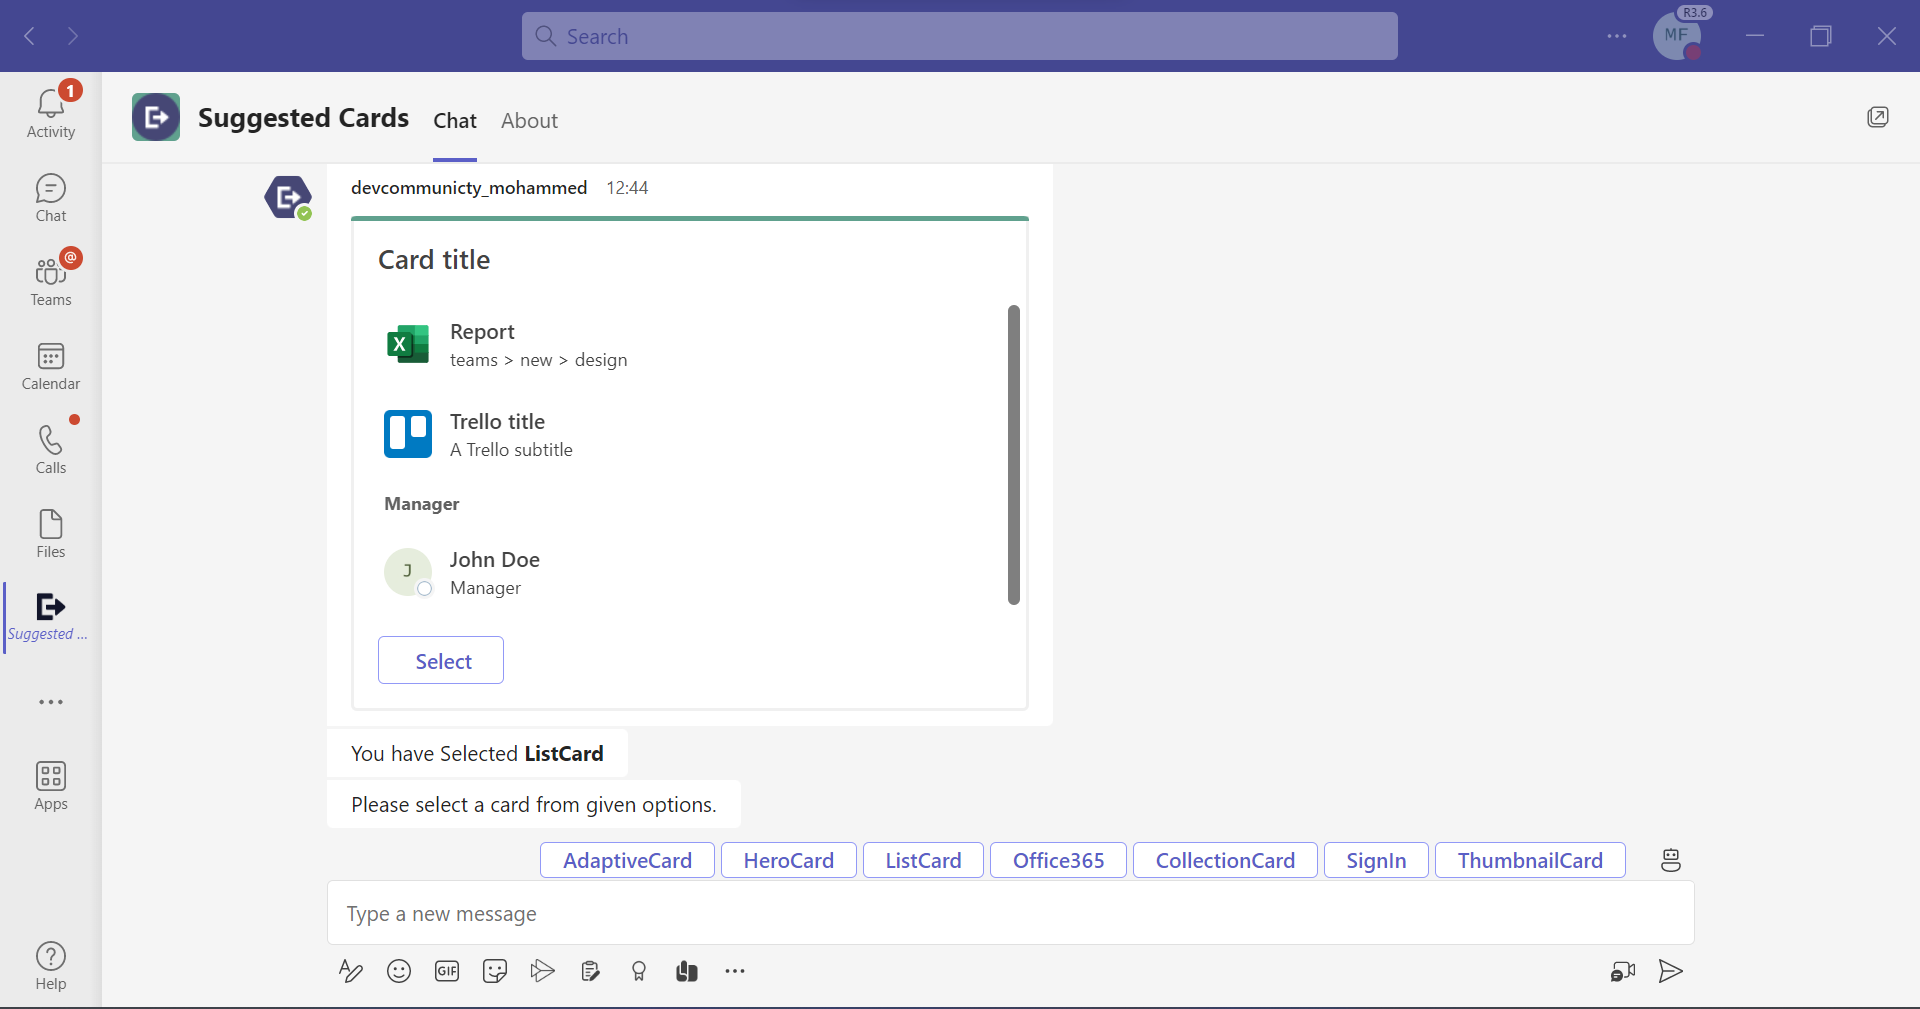 Search
R3.6
MF
1
Activity
Chat
@
Teams
Calendar
Calls
Files
Suggested ...
Apps
Help
Suggested Cards Chat About
devcommunicty_mohammed 12:44
Card title
X
Report
teams > new > design
Trello title
A Trello subtitle
Manager
J
John Doe
Manager
Select
You have Selected ListCard
Please select a card from given options.
AdaptiveCard HeroCard ListCard Office365 CollectionCard SignIn ThumbnailCard
Type a new message
GIF